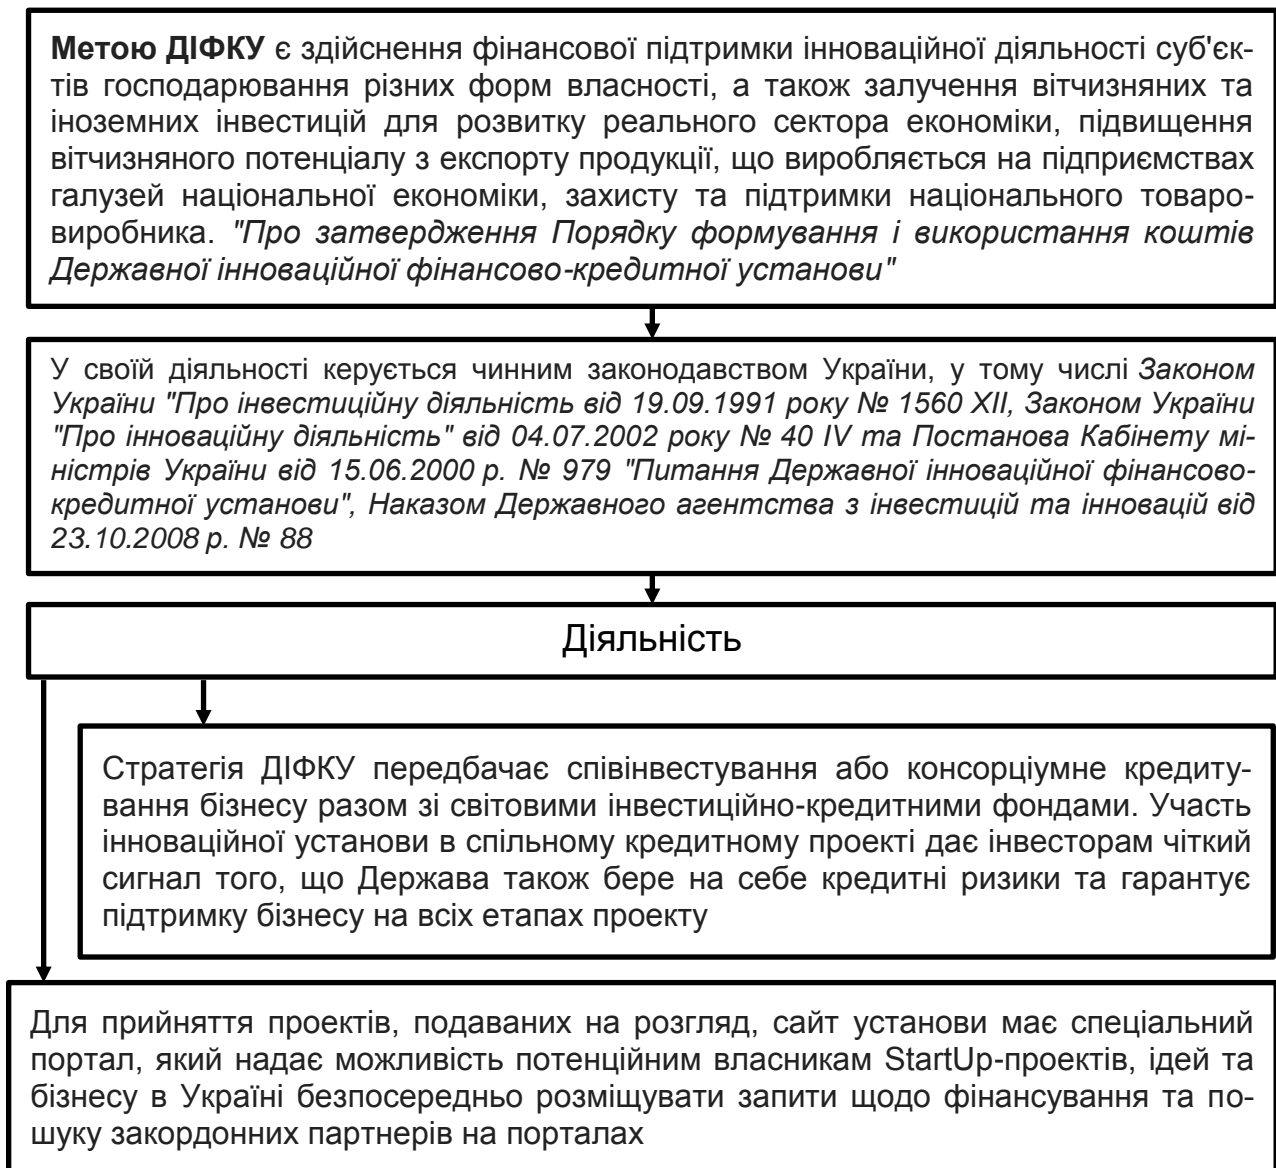 Метою ДІФКУ є здійснення фінансової підтримки інноваційної діяльності суб'єк-
тів господарювання різних форм власності, а також залучення вітчизняних та
іноземних інвестицій для розвитку реального сектора економіки, підвищення
вітчизняного потенціалу з експорту продукції, що виробляється на підприємствах
галузей національної економіки, захисту та підтримки національного товаро-
виробника. "Про затвердження Порядку формування і використання коштів
Державної інноваційної фінансово-кредитної установи"
У своїй діяльності керується чинним законодавством України, у тому числі Законом
України "Про інвестиційну діяльність від 19.09.1991 року № 1560 XII, Законом України
"Про інноваційну діяльність" від 04.07.2002 року № 40 IV та Постанова Кабінету мі-
ністрів України від 15.06.2000 р. № 979 "Питання Державної інноваційної фінансово-
кредитної установи", Наказом Державного агентства з інвестицій та інновацій від
23.10.2008 р. № 88
Діяльність
Стратегія ДІФКУ передбачає співінвестування або консорціумне кредиту-
вання бізнесу разом зі світовими інвестиційно-кредитними фондами. Участь
інноваційної установи в спільному кредитному проекті дає інвесторам чіткий
сигнал того, що Держава також бере на себе кредитні ризики та гарантує
підтримку бізнесу на всіх етапах проекту
Для прийняття проектів, подаваних на розгляд, сайт установи має спеціальний
портал, який надає можливість потенційним власникам StartUp-проектів, ідей та
бізнесу в Україні безпосередньо розміщувати запити щодо фінансування та по-
шуку закордонних партнерів на порталах